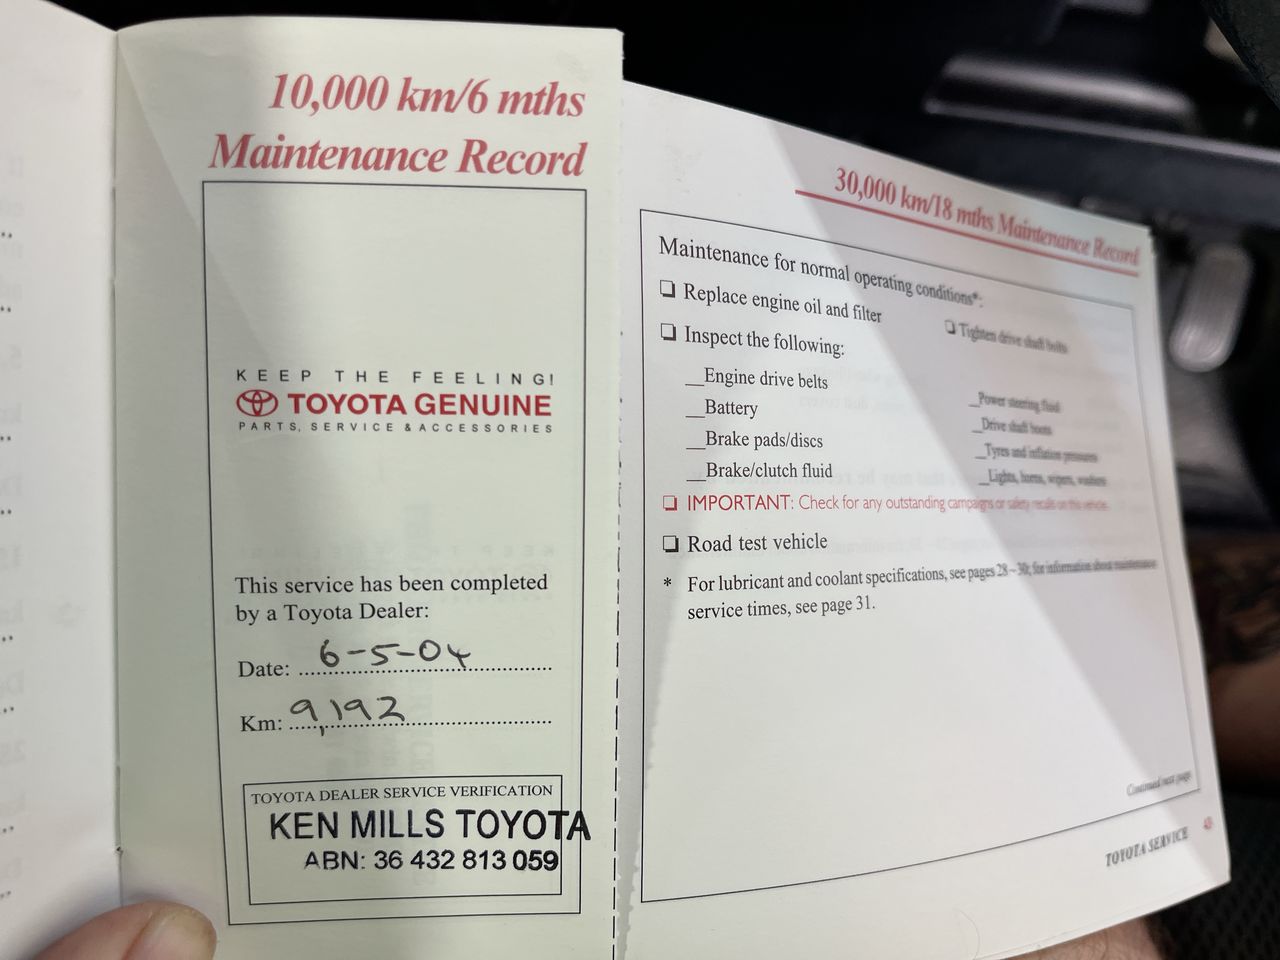 10,000 km/6 mths
Maintenance Record
KEEP THE FEELING!
TOYOTA GENUINE
PARTS, SERVICE & ACCESSORIES
This service has been completed
by a Toyota Dealer:
Date: 6-5-04
Km: 9,192
TOYOTA DEALER SERVICE VERIFICATION
KEN MILLS TOYOTA
ABN: 36 432 813 059
30,000 km/18 mths Maintenance Record
Maintenance for normal operating conditions*:
❏ Replace engine oil and filter
❏ Tighten drive shaft bolts
❏ Inspect the following:
__Engine drive belts
__Battery
__Brake pads/discs
__Brake/clutch fluid
__Power steering fluid
__Drive shaft boots
__Tyres and inflation pressures
__Lights, horns, wipers, washers
❏ IMPORTANT: Check for any outstanding campaigns or safety recalls on this vehicle.
❏ Road test vehicle
* For lubricant and coolant specifications, see pages 28~30; for information about maintenance
service times, see page 31.
Continued next page
TOYOTA SERVICE